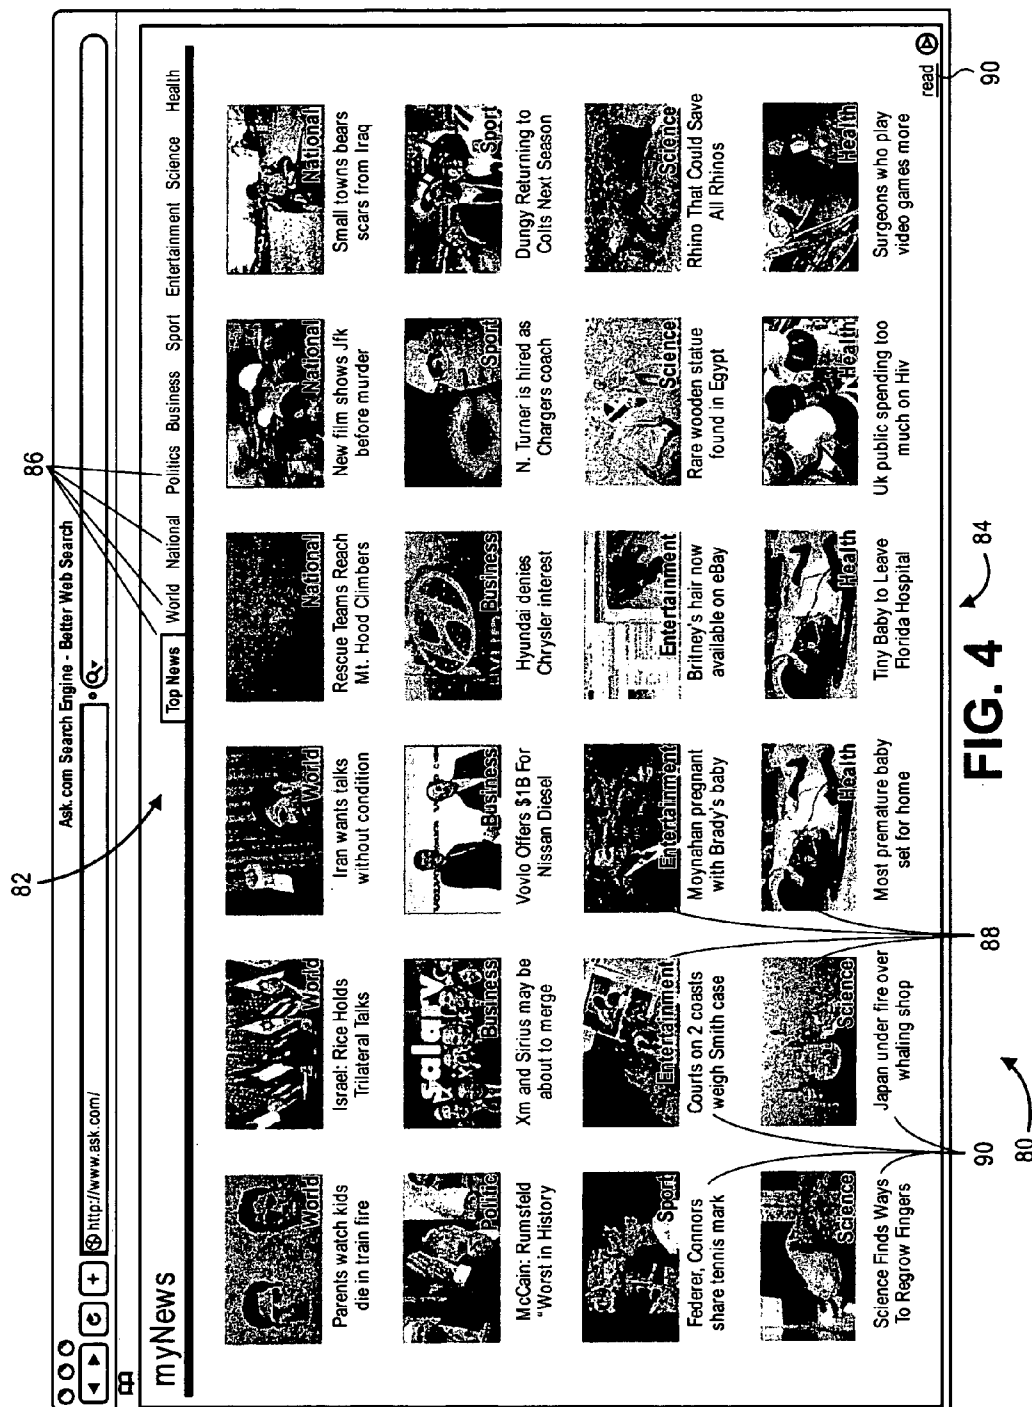 82
86
Ask.com Search Engine - Better Web Search
http://www.ask.com/
myNews
Top News World National Politics Business Sport Entertainment Science Health
World
Parents watch kids
die in train fire
World
Israel: Rice Holds
Trilateral Talks
World
Iran wants talks
without condition
National
Rescue Teams Reach
Mt. Hood Climbers
National
New film shows Jfk
before murder
National
Small towns bears
scars from Iraq
Politic
McCain: Rumsfeld
"Worst in History
salary
Business
Xm and Sirius may be
about to merge
Business
Vovlo Offers $1B For
Nissan Diesel
Business
Hyundai denies
Chrysler interest
Sport
N. Turner is hired as
Chargers coach
Sport
Dungy Returning to
Colts Next Season
Sport
Federer, Connors
share tennis mark
Entertainment
Courts on 2 coasts
weigh Smith case
Entertainment
Moynahan pregnant
with Brady's baby
Entertainment
Britney's hair now
available on eBay
Science
Rare wooden statue
found in Egypt
Science
Rhino That Could Save
All Rhinos
Science
Science Finds Ways
To Regrow Fingers
Science
Japan under fire over
whaling shop
Health
Most premature baby
set for home
Health
Tiny Baby to Leave
Florida Hospital
Health
Uk public spending too
much on Hiv
Health
Surgeons who play
video games more
read
90
88
90
80
84
FIG. 4